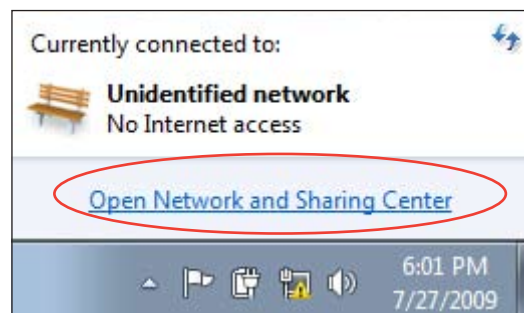 Currently connected to:
Unidentified network
No Internet access
Open Network and Sharing Center
6:01 PM
7/27/2009